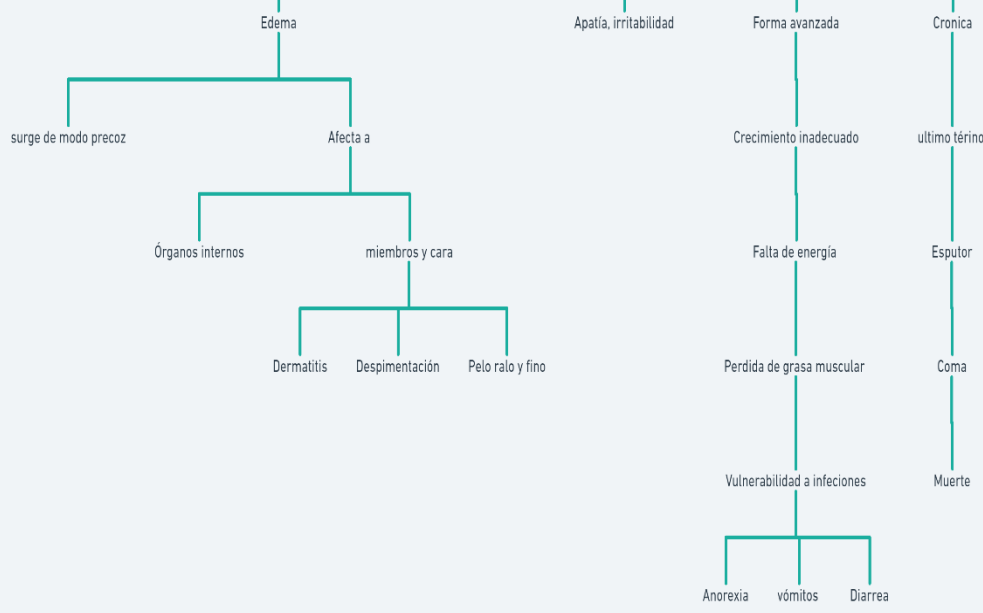 Edema
Apatía, irritabilidad
Forma avanzada
Cronica
surge de modo precoz
Afecta a
Crecimiento inadecuado
ultimo térino
Órganos internos
miembros y cara
Falta de energía
Esputor
Dermatitis
Despimentación
Pelo ralo y fino
Perdida de grasa muscular
Coma
Vulnerabilidad a infeciones
Muerte
Anorexia
vómitos
Diarrea